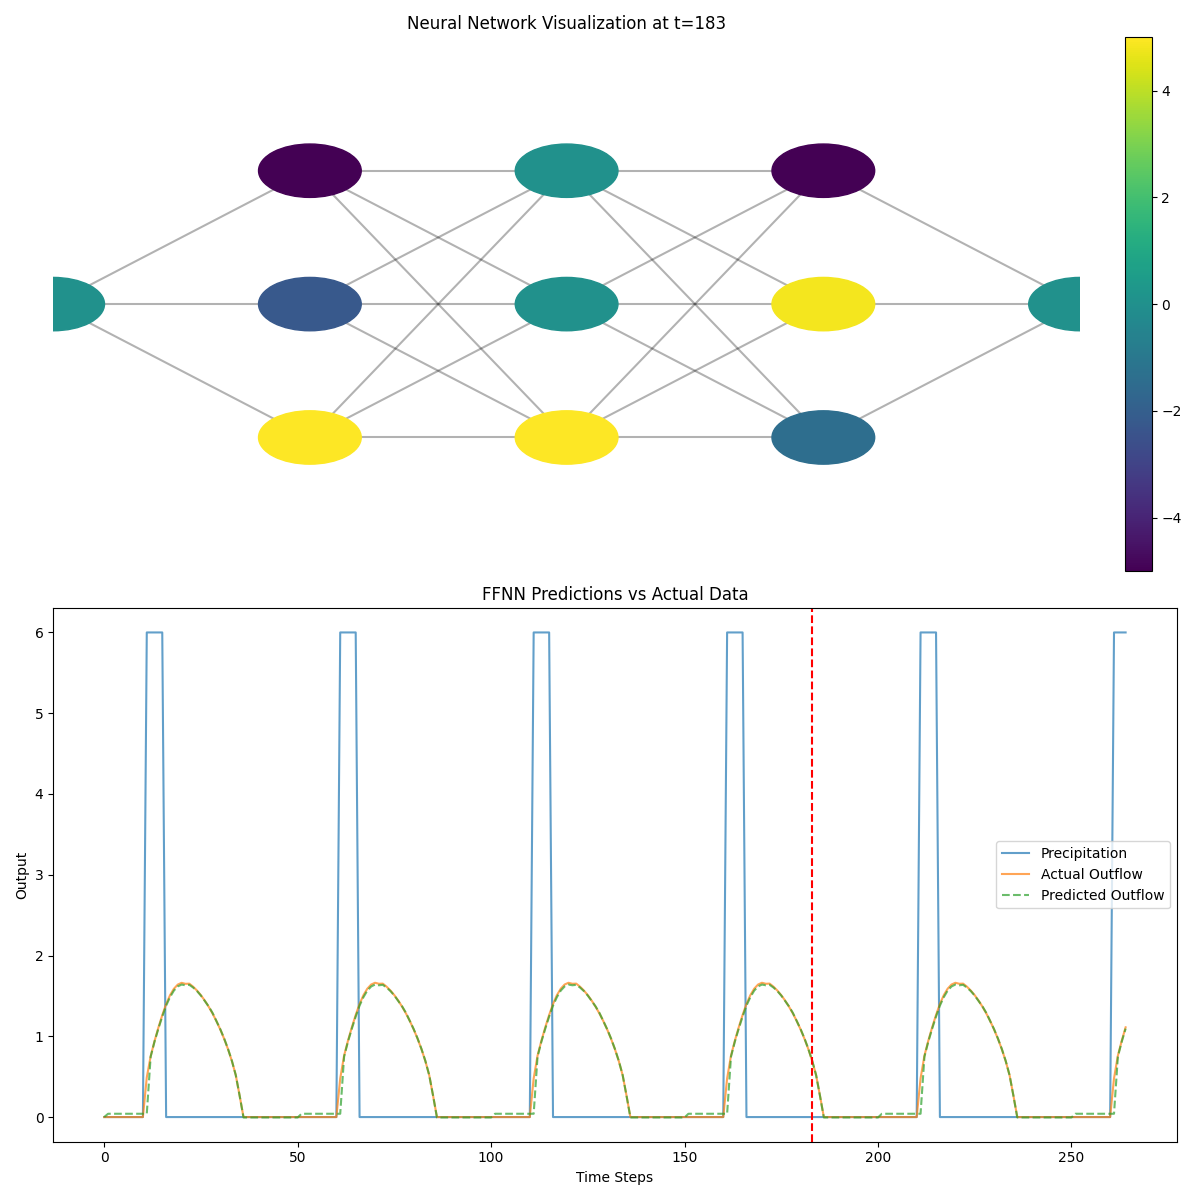 Neural Network Visualization at t=183
4
2
0
−2
−4
FFNN Predictions vs Actual Data
6
5
4
3
2
1
0
Output
Precipitation
Actual Outflow
Predicted Outflow
0
50
100
150
200
250
Time Steps